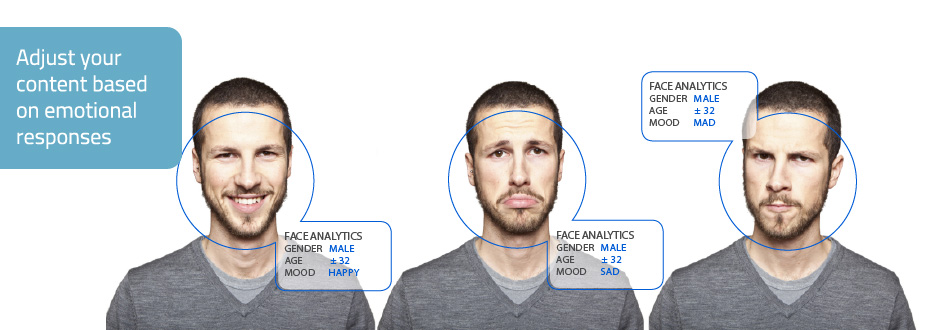 Adjust your
content based
on emotional
responses
FACE ANALYTICS
GENDER MALE
AGE ± 32
MOOD HAPPY
FACE ANALYTICS
GENDER MALE
AGE ± 32
MOOD SAD
FACE ANALYTICS
GENDER MALE
AGE ± 32
MOOD MAD